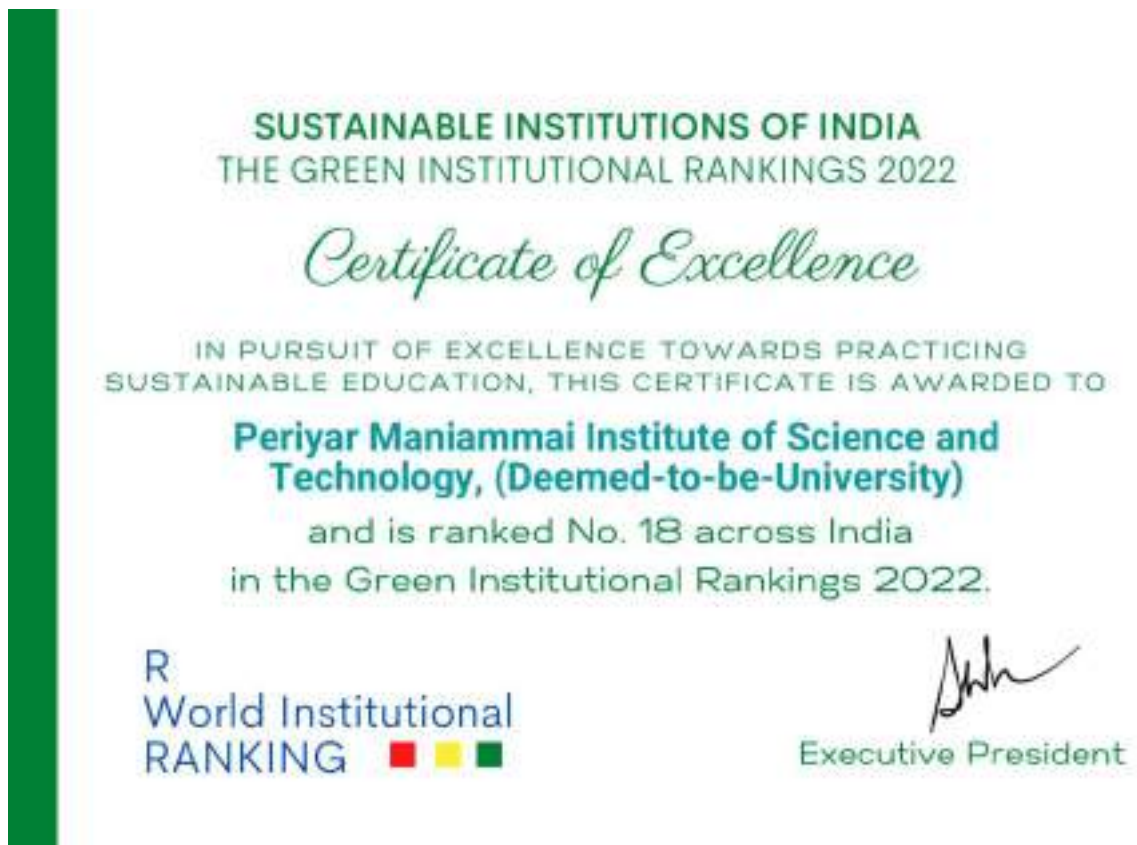 SUSTAINABLE INSTITUTIONS OF INDIA
THE GREEN INSTITUTIONAL RANKINGS 2022
Certificate of Excellence
IN PURSUIT OF EXCELLENCE TOWARDS PRACTICING
SUSTAINABLE EDUCATION, THIS CERTIFICATE IS AWARDED TO
Periyar Maniammai Institute of Science and
Technology, (Deemed-to-be-University)
and is ranked No. 18 across India
in the Green Institutional Rankings 2022.
R
World Institutional
RANKING
Executive President